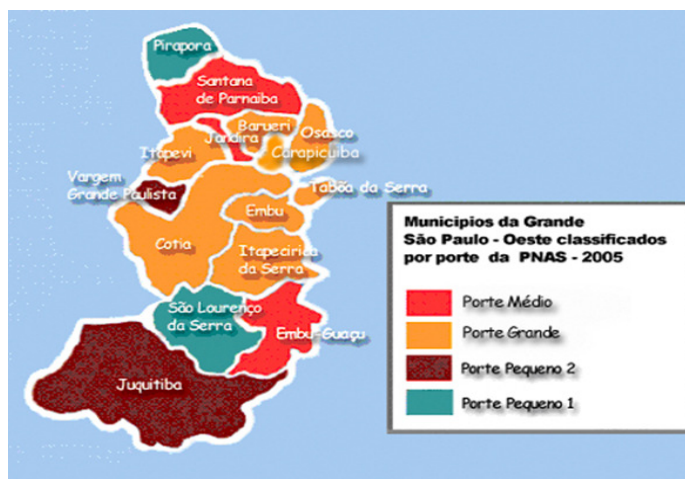 Pirapora
Santana
de Parnaiba
Barueri
Osasco
Jandira
Itapevi
Carapicuiba
Vargem
Grande Paulista
Taboa da Serra
Embu
Cotia
Itapecirica
da Serra
São Lourenço
da Serra
Embu-Guaçu
Juquitiba
Municipios da Grande
São Paulo - Oeste classificados
por porte da PNAS - 2005
Porte Médio
Porte Grande
Porte Pequeno 2
Porte Pequeno 1